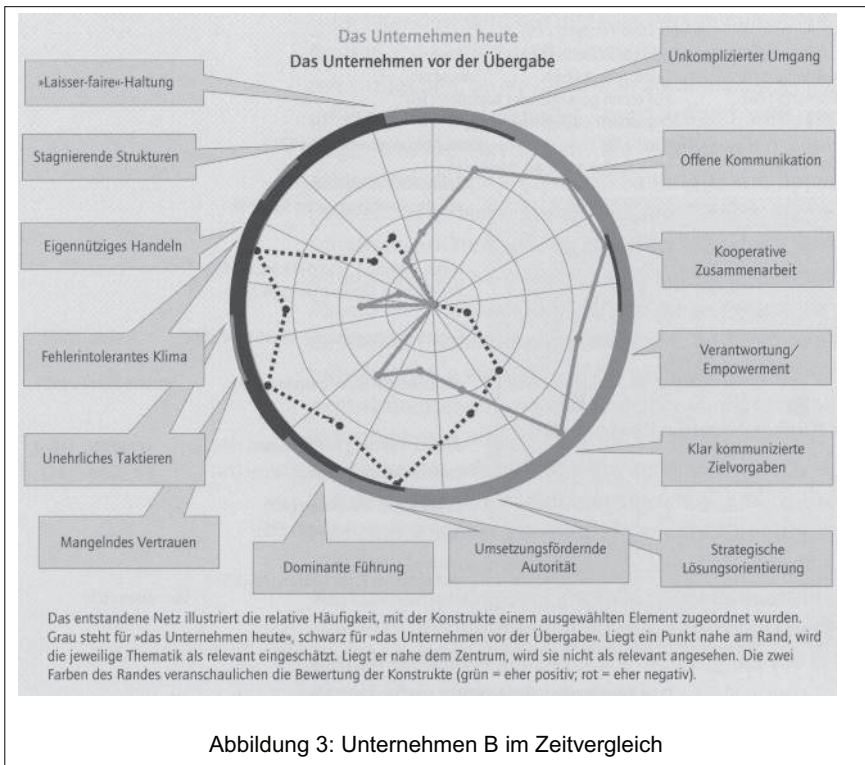 Das Unternehmen heute
Das Unternehmen vor der Übergabe
»Laisser-faire«-Haltung
Unkomplizierter Umgang
Stagnierende Strukturen
Offene Kommunikation
Eigennütziges Handeln
Kooperative
Zusammenarbeit
Fehlerintolerantes Klima
Verantwortung/
Empowerment
Unehrliches Taktieren
Klar kommunizierte
Zielvorgaben
Mangelndes Vertrauen
Dominante Führung
Umsetzungsfördernde
Autorität
Strategische
Lösungsorientierung
Das entstandene Netz illustriert die relative Häufigkeit, mit der Konstrukte einem ausgewählten Element zugeordnet wurden.
Grau steht für »das Unternehmen heute«, schwarz für »das Unternehmen vor der Übergabe«. Liegt ein Punkt nahe am Rand, wird
die jeweilige Thematik als relevant eingeschätzt. Liegt er nahe dem Zentrum, wird sie nicht als relevant angesehen. Die zwei
Farben des Randes veranschaulichen die Bewertung der Konstrukte (grün = eher positiv; rot = eher negativ).
Abbildung 3: Unternehmen B im Zeitvergleich